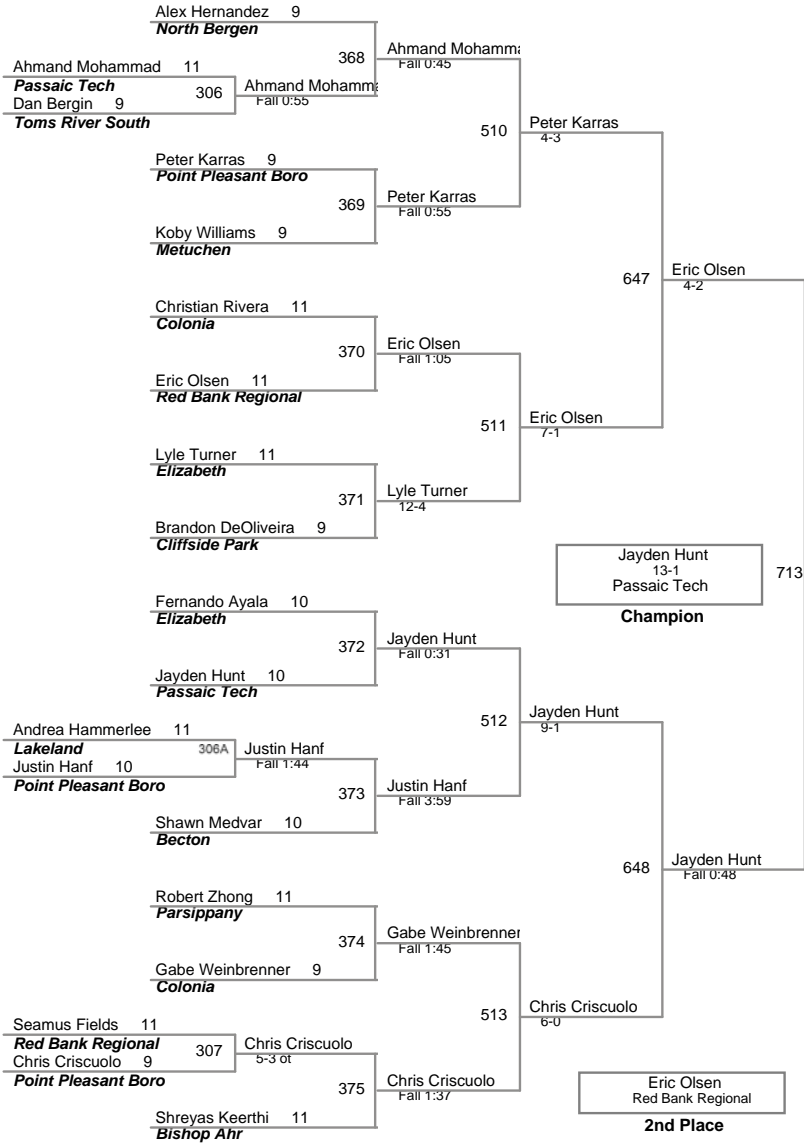 Alex Hernandez 9
North Bergen
368
Ahmand Mohamma
Fall 0:45
Ahmand Mohammad 11
Passaic Tech
306
Ahmand Mohamma
Fall 0:55
Dan Bergin 9
Toms River South
510
Peter Karras
4-3
Peter Karras 9
Point Pleasant Boro
369
Peter Karras
Fall 0:55
Koby Williams 9
Metuchen
647
Eric Olsen
4-2
Christian Rivera 11
Colonia
370
Eric Olsen
Fall 1:05
Eric Olsen 11
Red Bank Regional
511
Eric Olsen
7-1
Lyle Turner 11
Elizabeth
371
Lyle Turner
12-4
Brandon DeOliveira 9
Cliffside Park
Jayden Hunt
13-1
Passaic Tech
713
Champion
Fernando Ayala 10
Elizabeth
372
Jayden Hunt
Fall 0:31
Jayden Hunt 10
Passaic Tech
512
Jayden Hunt
9-1
Andrea Hammerlee 11
Lakeland
306A
Justin Hanf
Fall 1:44
Justin Hanf 10
Point Pleasant Boro
373
Justin Hanf
Fall 3:59
Shawn Medvar 10
Becton
648
Jayden Hunt
Fall 0:48
Robert Zhong 11
Parsippany
374
Gabe Weinbrenner
Fall 1:45
Gabe Weinbrenner 9
Colonia
513
Chris Criscuolo
6-0
Seamus Fields 11
Red Bank Regional
307
Chris Criscuolo
5-3 ot
Chris Criscuolo 9
Point Pleasant Boro
375
Chris Criscuolo
Fall 1:37
Shreyas Keerthi 11
Bishop Ahr
Eric Olsen
Red Bank Regional
2nd Place